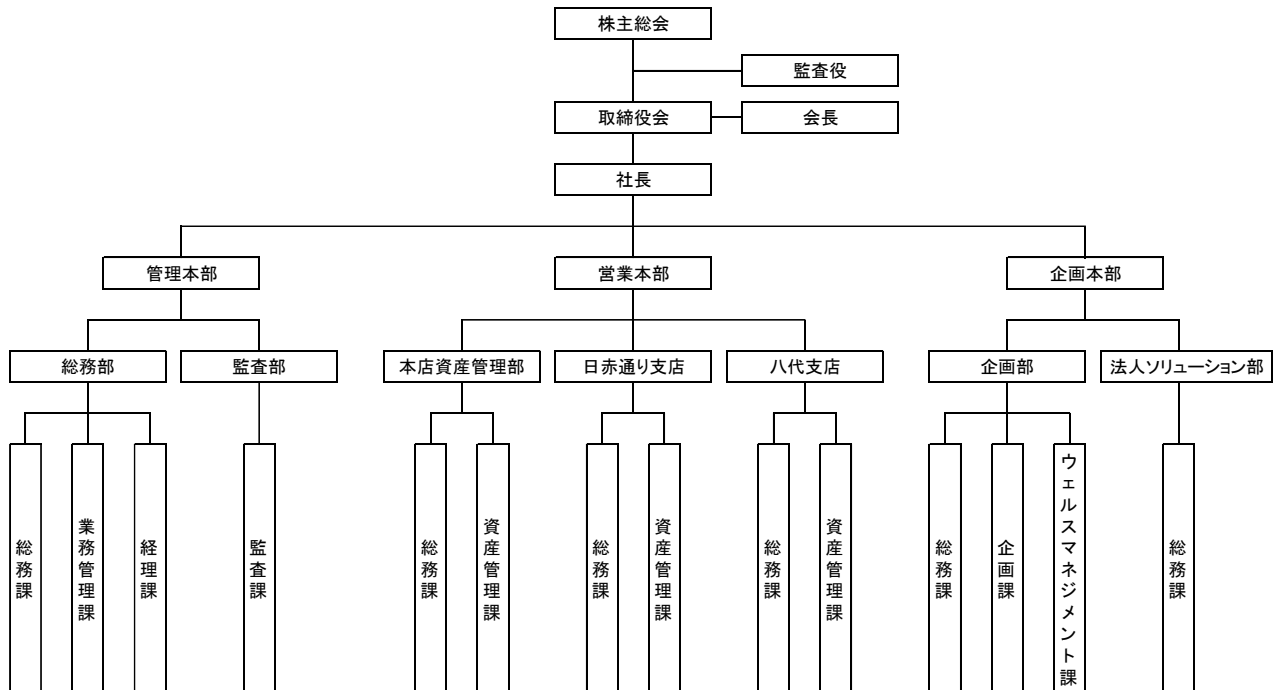 株主総会
監査役
取締役会
会長
社長
管理本部
営業本部
企画本部
総務部
監査部
本店資産管理部
日赤通り支店
八代支店
企画部
法人ソリューション部
総務課
業務管理課
経理課
監査課
総務課
資産管理課
総務課
資産管理課
総務課
資産管理課
総務課
企画課
ウェルスマネジメント課
総務課